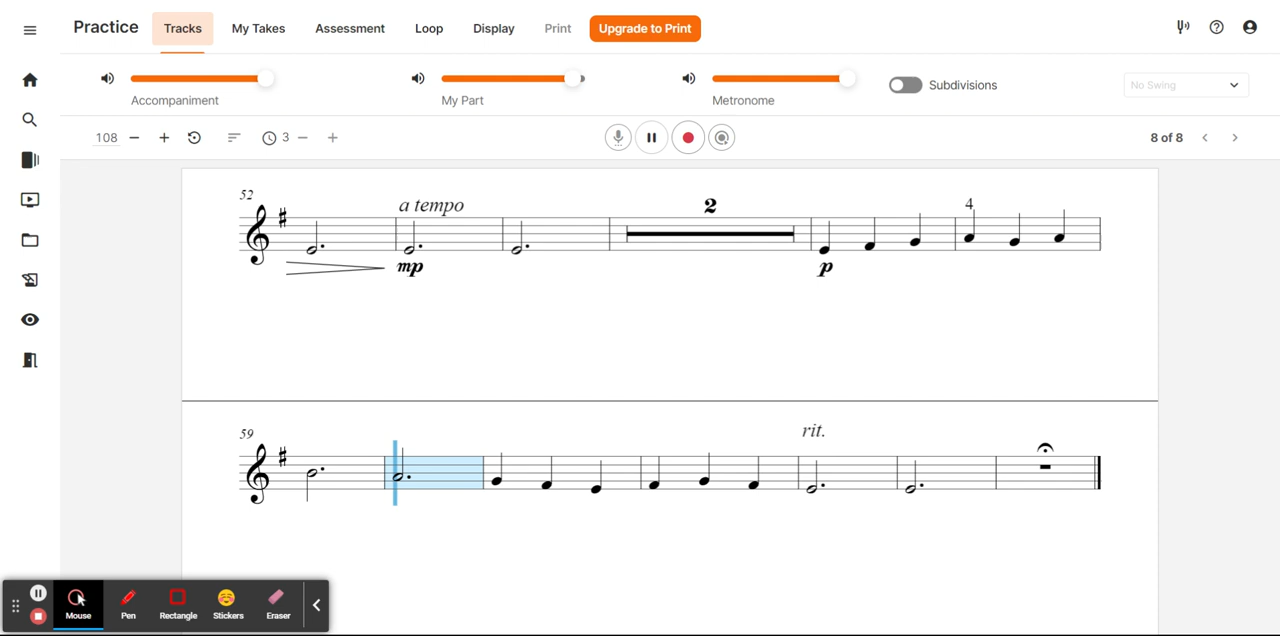 Practice Tracks My Takes Assessment Loop Display Print Upgrade to Print
Accompaniment My Part Metronome Subdivisions No Swing
108 3 8 of 8
52 a tempo 2 4
mp p
59 rit.
Mouse Pen Rectangle Stickers Eraser